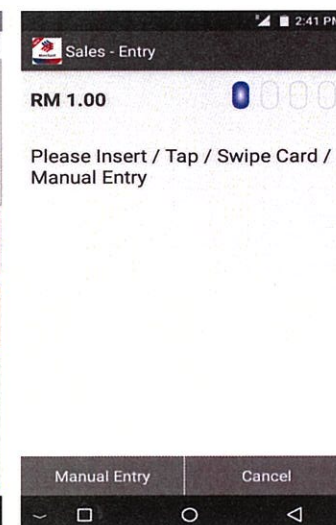 2:41 PM
Sales - Entry
RM 1.00
Please Insert / Tap / Swipe Card /
Manual Entry
Manual Entry
Cancel